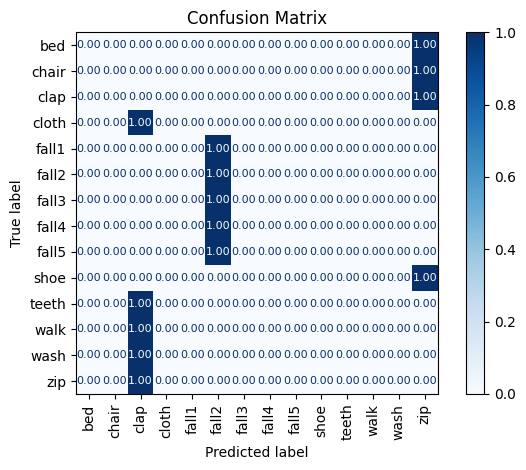 Confusion Matrix
bed 0.00 0.00 0.00 0.00 0.00 0.00 0.00 0.00 0.00 0.00 0.00 0.00 0.00 1.00 1.0
chair 0.00 0.00 0.00 0.00 0.00 0.00 0.00 0.00 0.00 0.00 0.00 0.00 0.00 1.00
clap 0.00 0.00 0.00 0.00 0.00 0.00 0.00 0.00 0.00 0.00 0.00 0.00 0.00 1.00 0.8
cloth 0.00 0.00 1.00 0.00 0.00 0.00 0.00 0.00 0.00 0.00 0.00 0.00 0.00 0.00
fall1 0.00 0.00 0.00 0.00 0.00 1.00 0.00 0.00 0.00 0.00 0.00 0.00 0.00 0.00
fall2 0.00 0.00 0.00 0.00 0.00 1.00 0.00 0.00 0.00 0.00 0.00 0.00 0.00 0.00 0.6
fall3 0.00 0.00 0.00 0.00 0.00 1.00 0.00 0.00 0.00 0.00 0.00 0.00 0.00 0.00
True label
fall4 0.00 0.00 0.00 0.00 0.00 1.00 0.00 0.00 0.00 0.00 0.00 0.00 0.00 0.00 0.4
fall5 0.00 0.00 0.00 0.00 0.00 1.00 0.00 0.00 0.00 0.00 0.00 0.00 0.00 0.00
shoe 0.00 0.00 0.00 0.00 0.00 0.00 0.00 0.00 0.00 0.00 0.00 0.00 0.00 1.00
teeth 0.00 0.00 1.00 0.00 0.00 0.00 0.00 0.00 0.00 0.00 0.00 0.00 0.00 0.00 0.2
walk 0.00 0.00 1.00 0.00 0.00 0.00 0.00 0.00 0.00 0.00 0.00 0.00 0.00 0.00
wash 0.00 0.00 1.00 0.00 0.00 0.00 0.00 0.00 0.00 0.00 0.00 0.00 0.00 0.00
zip 0.00 0.00 1.00 0.00 0.00 0.00 0.00 0.00 0.00 0.00 0.00 0.00 0.00 0.00 0.0
bed chair clap cloth fall1 fall2 fall3 fall4 fall5 shoe teeth walk wash zip
Predicted label